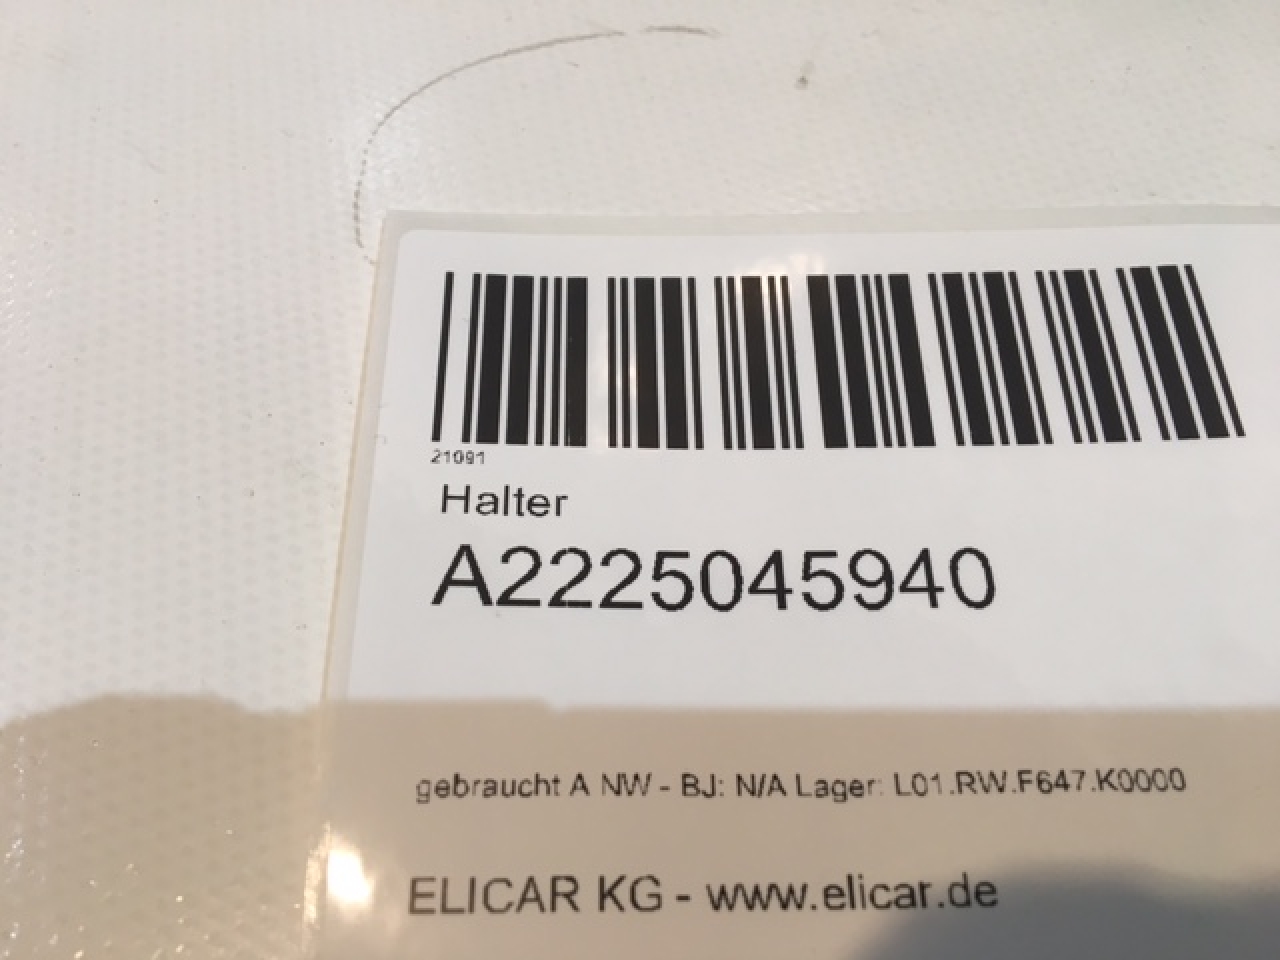 21091
Halter
A2225045940
gebraucht A NW - BJ: N/A Lager: L01.RW.F647.K0000
ELICAR KG - www.elicar.de